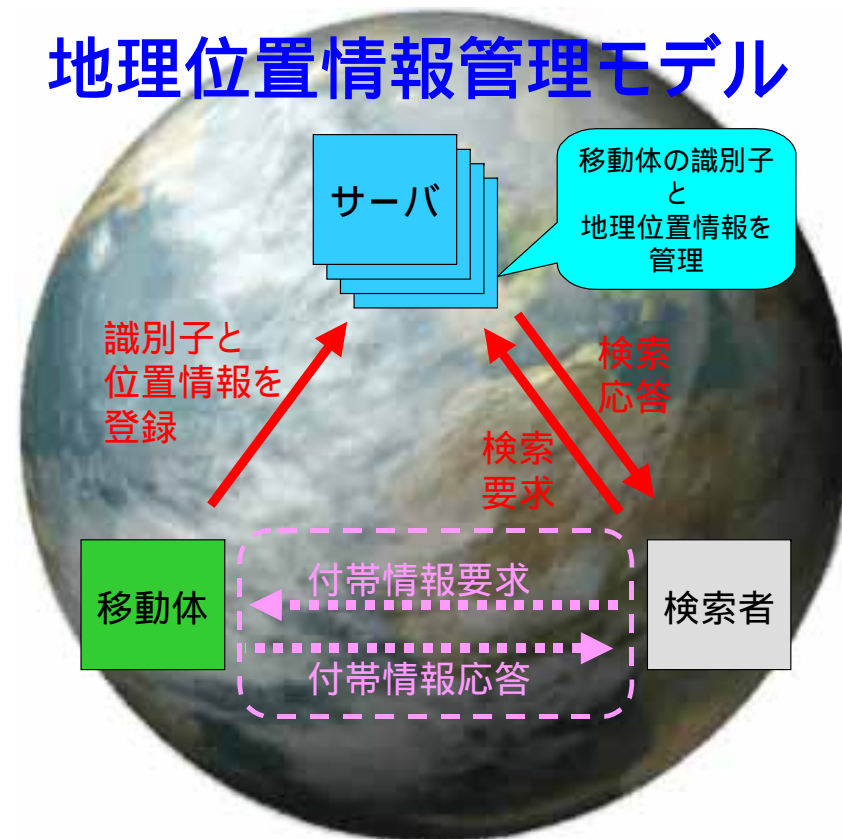 地理位置情報管理モデル
サーバ
移動体の識別子
と
地理位置情報を
管理
識別子と
位置情報を
登録
検索
応答
検索
要求
移動体
付帯情報要求
付帯情報応答
検索者